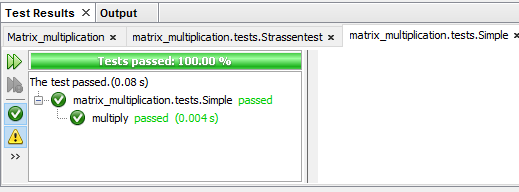 Test Results Output
Matrix_multiplication × matrix_multiplication.tests.Strassentest × matrix_multiplication.tests.Simple ×
Tests passed: 100.00 %
The test passed.(0.08 s)
matrix_multiplication.tests.Simple passed
multiply passed (0.004 s)
>>